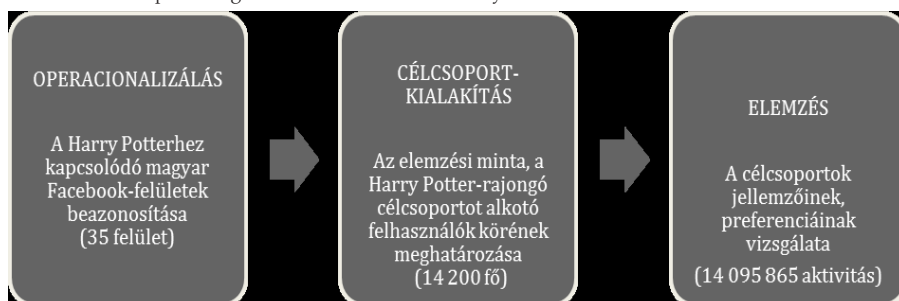 OPERACIONALIZÁLÁS
A Harry Potterhez
kapcsolódó magyar
Facebook-felületek
beazonosítása
(35 felület)
CÉLCSOPORT-
KIALAKÍTÁS
Az elemzési minta, a
Harry Potter-rajongó
célcsoportot alkotó
felhasználók körének
meghatározása
(14 200 fő)
ELEMZÉS
A célcsoportok
jellemzőinek,
preferenciáinak
vizsgálata
(14 095 865 aktivitás)